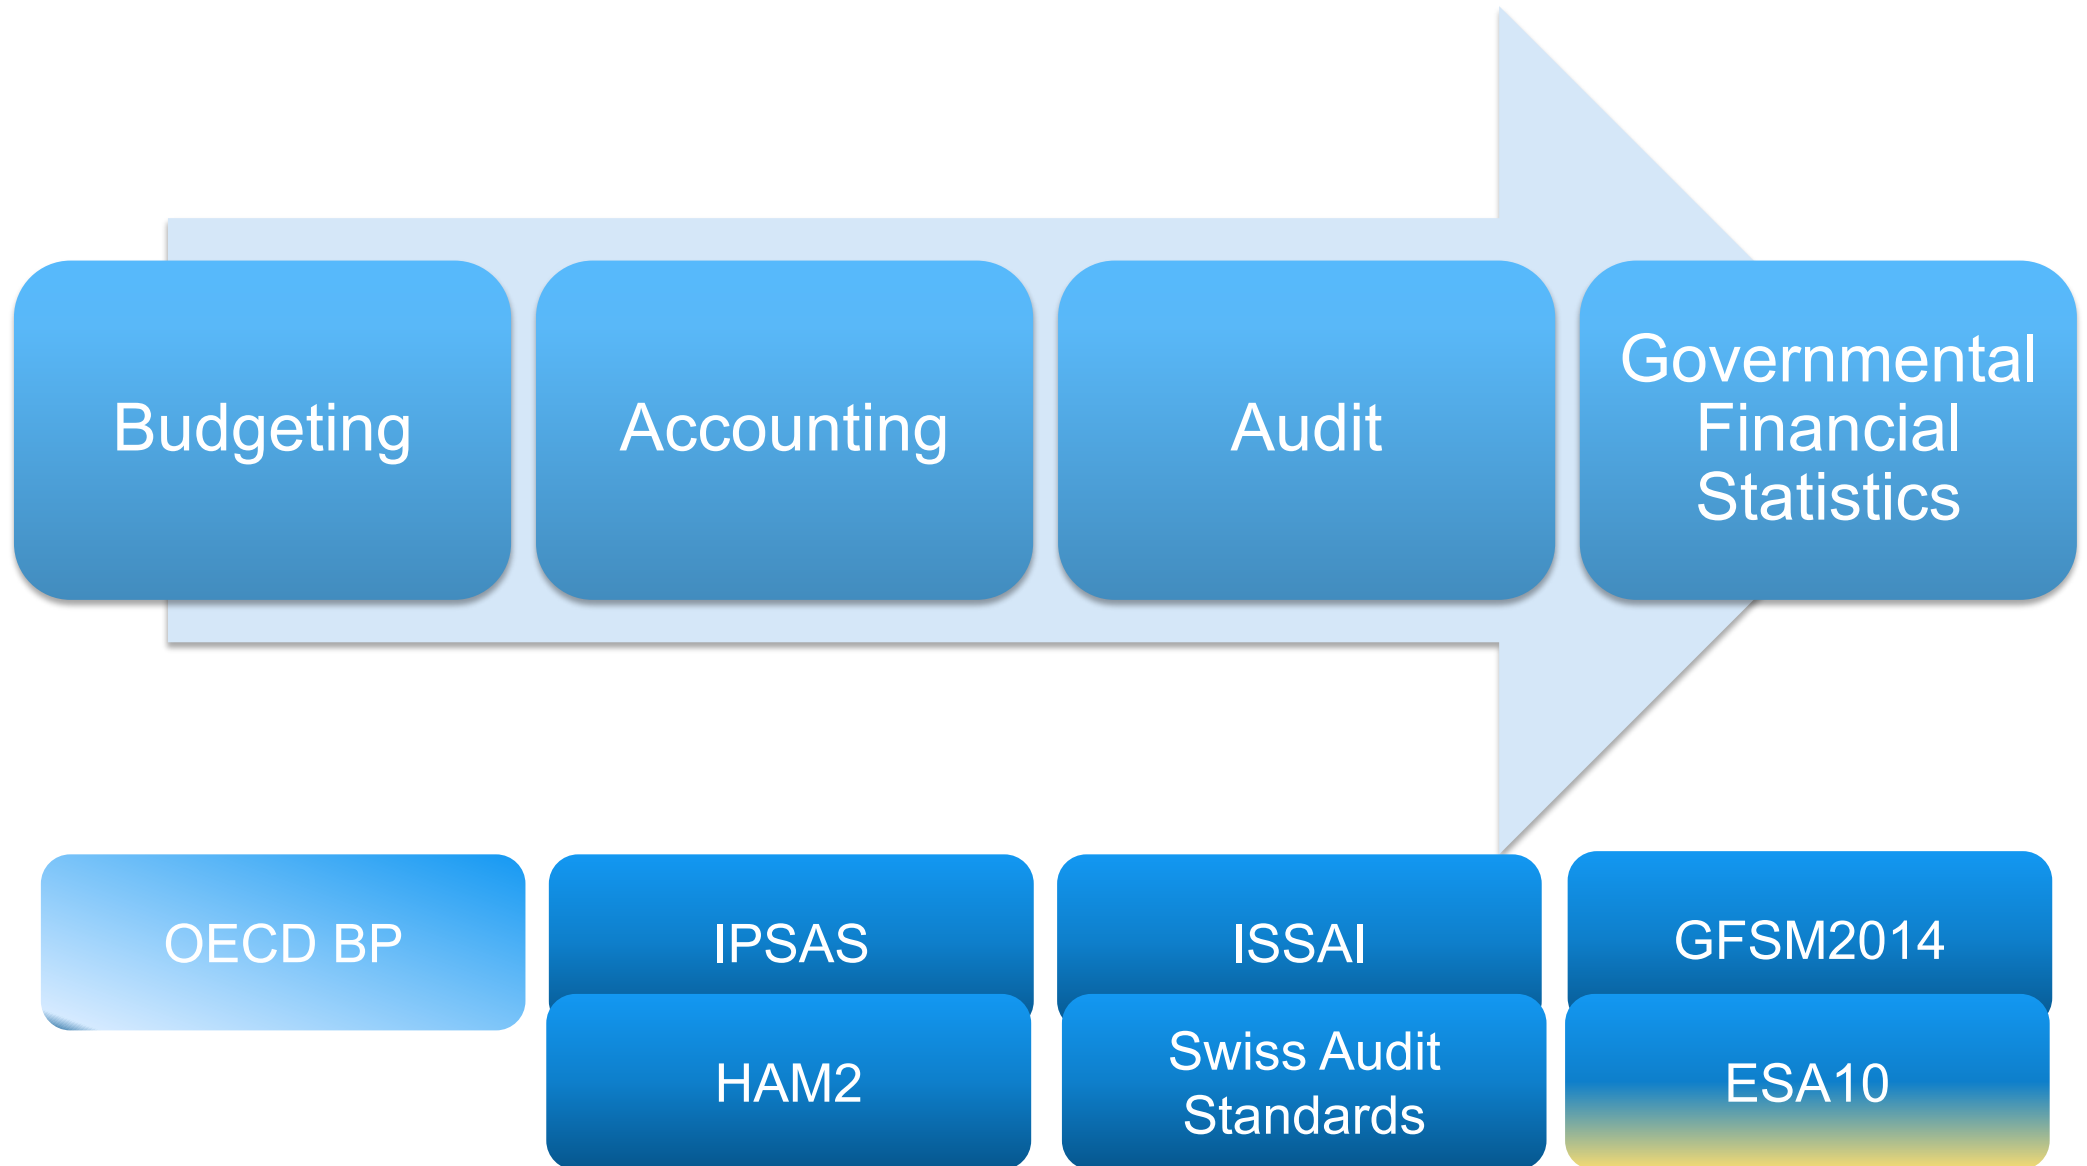 Budgeting
Accounting
Audit
Governmental
Financial
Statistics
OECD BP
IPSAS
ISSAI
GFSM2014
HAM2
Swiss Audit
Standards
ESA10